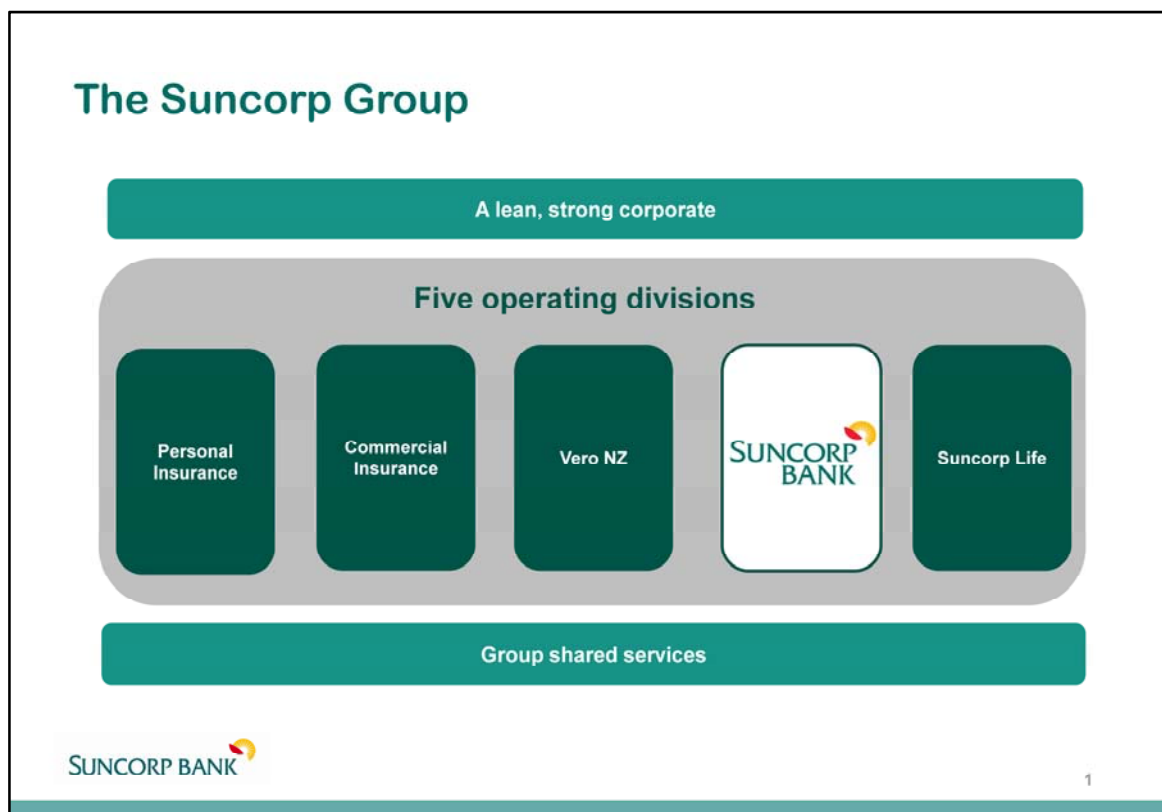 The Suncorp Group
A lean, strong corporate
Five operating divisions
Personal
Insurance
Commercial
Insurance
Vero NZ
SUNCORP
BANK
Suncorp Life
Group shared services
SUNCORP BANK
1